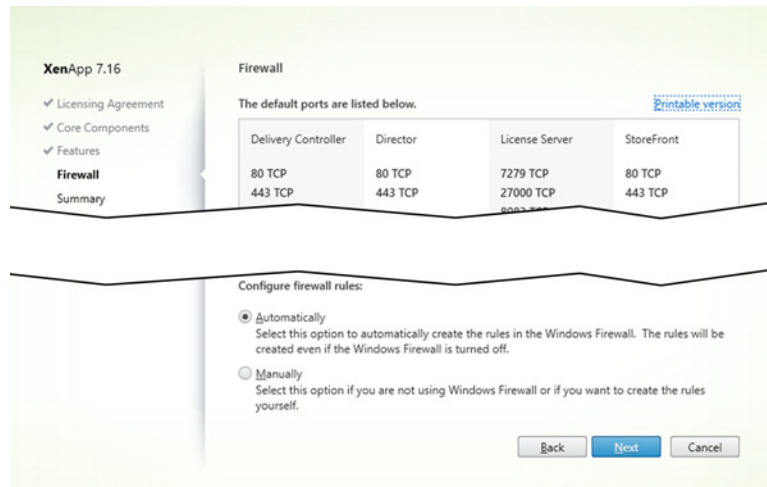 XenApp 7.16
Firewall
✔ Licensing Agreement
✔ Core Components
✔ Features
Firewall
Summary
The default ports are listed below.
Printable version
Delivery Controller Director License Server StoreFront
80 TCP 80 TCP 7279 TCP 80 TCP
443 TCP 443 TCP 27000 TCP 443 TCP
Configure firewall rules:
Automatically
Select this option to automatically create the rules in the Windows Firewall. The rules will be
created even if the Windows Firewall is turned off.
Manually
Select this option if you are not using Windows Firewall or if you want to create the rules
yourself.
Back Next Cancel